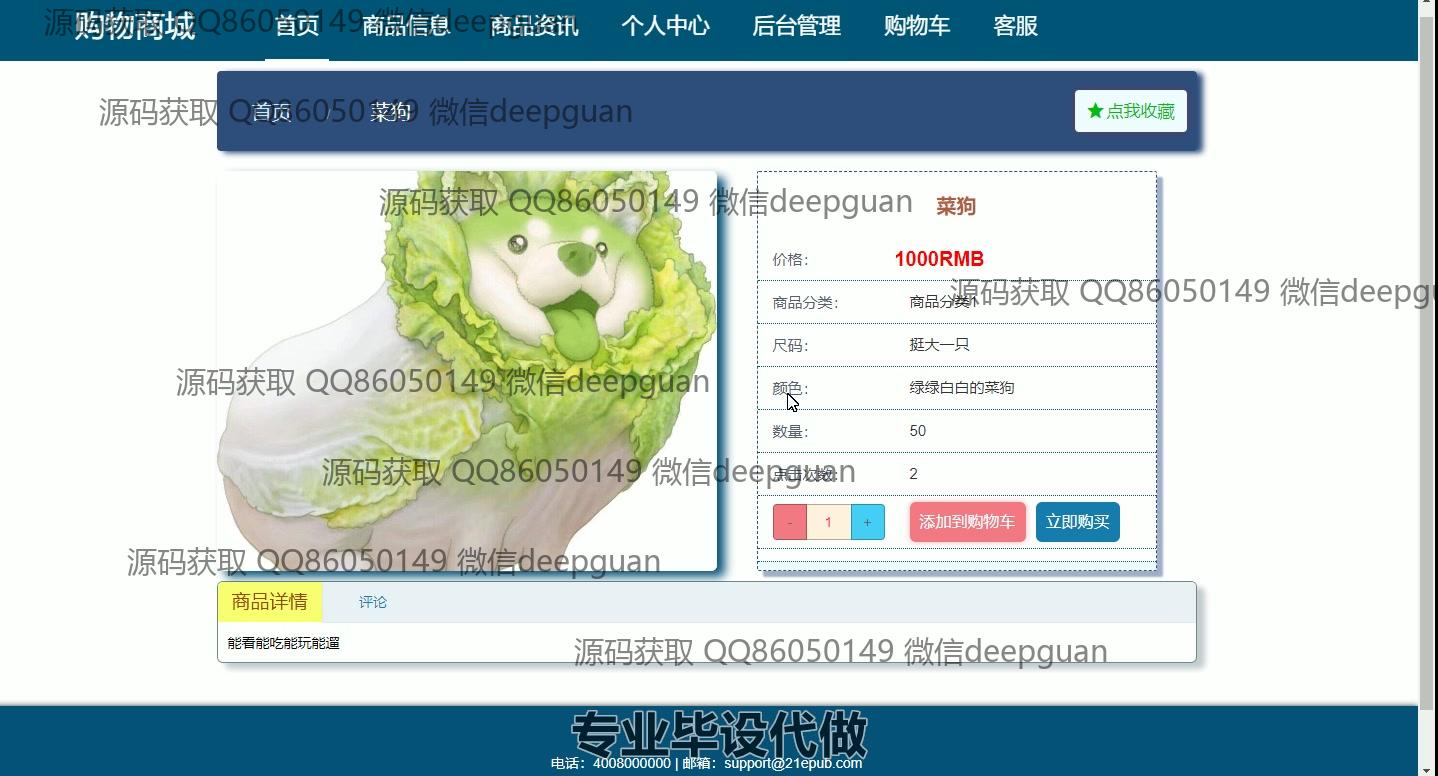 购物商城 首页 商品信息 商品资讯 个人中心 后台管理 购物车 客服
源码获取 QQ86050149 微信deepguan
首页 / 菜狗 ★点我收藏
源码获取 QQ86050149 微信deepguan
源码获取 QQ86050149 微信deepguan
菜狗
价格： 1000RMB
源码获取 QQ86050149 微信deepgu
商品分类： 商品分类1
尺码： 挺大一只
源码获取 QQ86050149 微信deepguan
颜色： 绿绿白白的菜狗
数量： 50
源码获取 QQ86050149 微信deepguan
点击次数： 2
- 1 + 添加到购物车 立即购买
源码获取 QQ86050149 微信deepguan
商品详情 评论
能看能吃能玩能遛
源码获取 QQ86050149 微信deepguan
专业毕设代做
电话：4008000000 | 邮箱：support@21epub.com